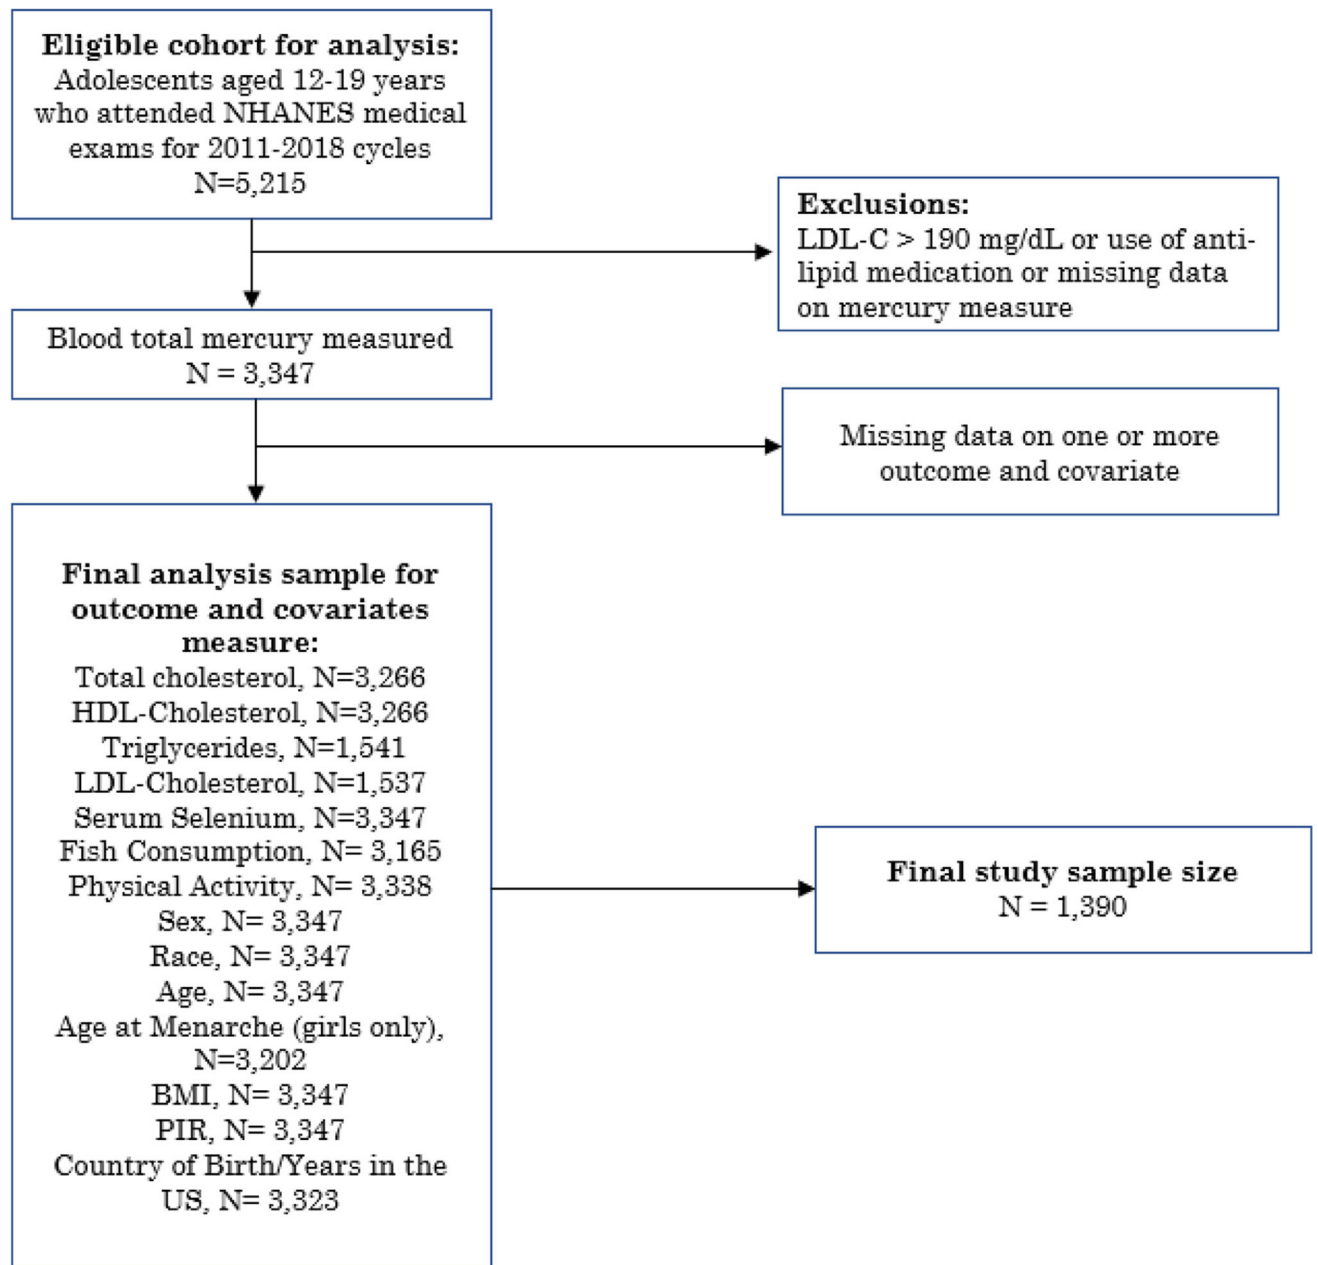 Eligible cohort for analysis:
Adolescents aged 12-19 years
who attended NHANES medical
exams for 2011-2018 cycles
N=5,215
Exclusions:
LDL-C > 190 mg/dL or use of anti-
lipid medication or missing data
on mercury measure
Blood total mercury measured
N = 3,347
Missing data on one or more
outcome and covariate
Final analysis sample for
outcome and covariates
measure:
Total cholesterol, N=3,266
HDL-Cholesterol, N=3,266
Triglycerides, N=1,541
LDL-Cholesterol, N=1,537
Serum Selenium, N=3,347
Fish Consumption, N= 3,165
Physical Activity, N= 3,338
Sex, N= 3,347
Race, N= 3,347
Age, N= 3,347
Age at Menarche (girls only),
N=3,202
BMI, N= 3,347
PIR, N= 3,347
Country of Birth/Years in the
US, N= 3,323
Final study sample size
N = 1,390